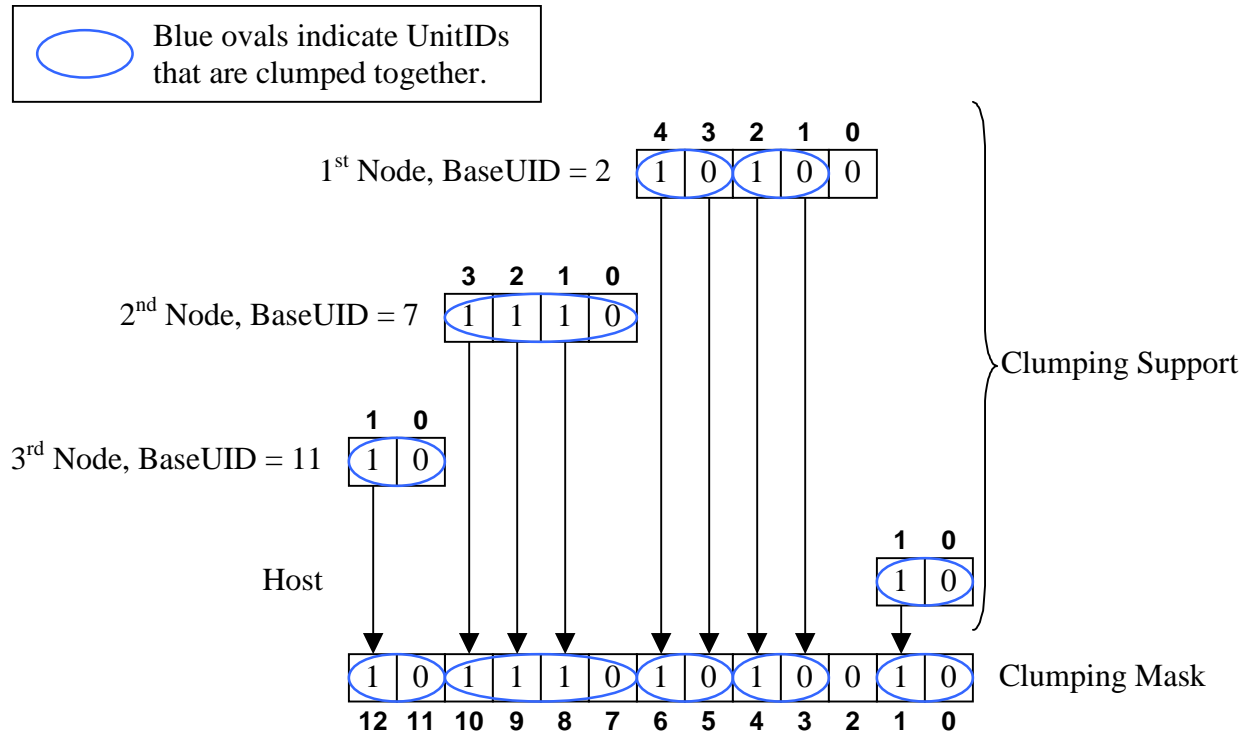 Blue ovals indicate UnitIDs
that are clumped together.
4 3 2 1 0
1st Node, BaseUID = 2 1 0 1 0 0
3 2 1 0
2nd Node, BaseUID = 7 1 1 1 0
Clumping Support
1 0
3rd Node, BaseUID = 11 1 0
1 0
Host 1 0
1 0 1 1 1 0 1 0 1 0 0 1 0 Clumping Mask
12 11 10 9 8 7 6 5 4 3 2 1 0